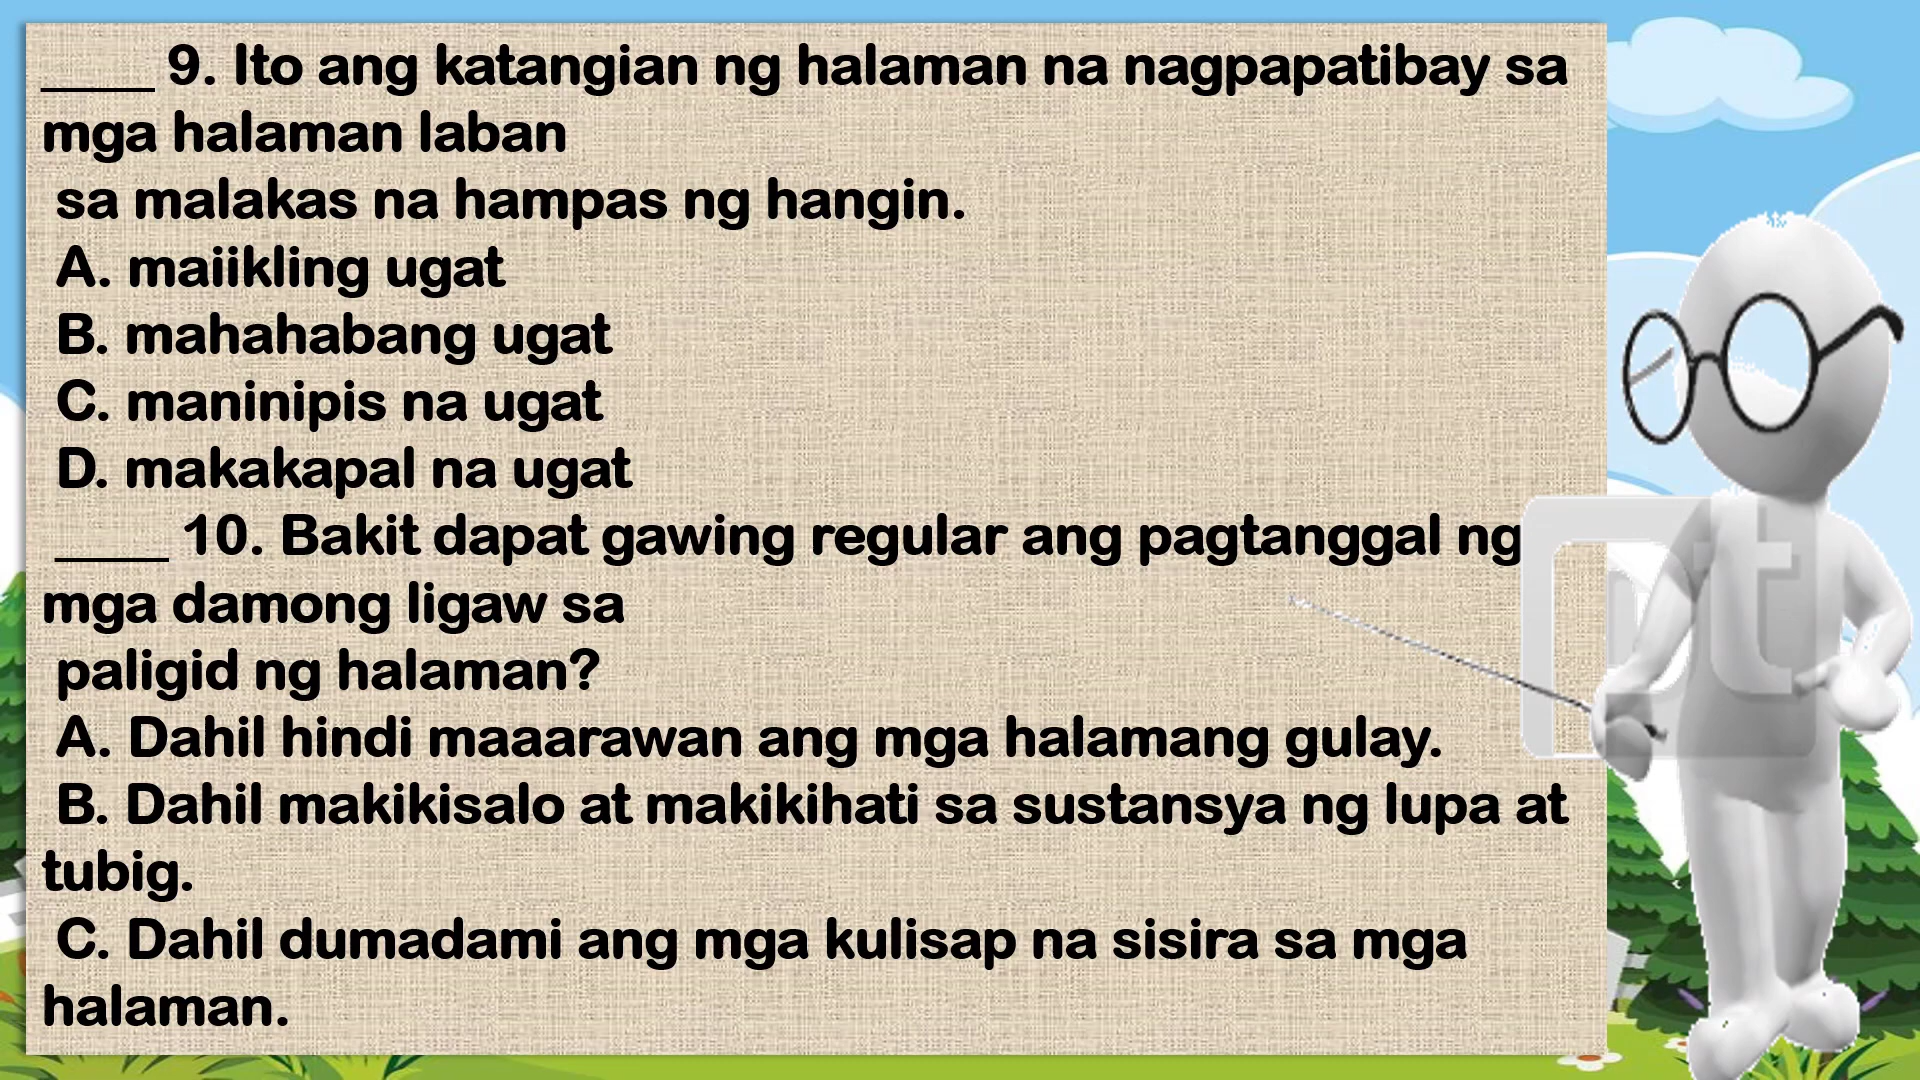 ____ 9. Ito ang katangian ng halaman na nagpapatibay sa
mga halaman laban
sa malakas na hampas ng hangin.
A. maiikling ugat
B. mahahabang ugat
C. maninipis na ugat
D. makakapal na ugat
____ 10. Bakit dapat gawing regular ang pagtanggal ng
mga damong ligaw sa
paligid ng halaman?
A. Dahil hindi maaarawan ang mga halamang gulay.
B. Dahil makikisalo at makikihati sa sustansya ng lupa at
tubig.
C. Dahil dumadami ang mga kulisap na sisira sa mga
halaman.